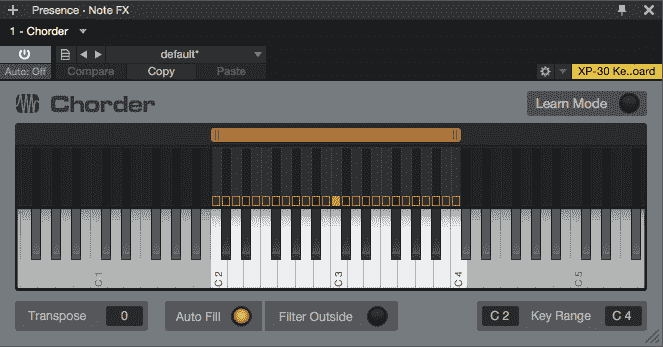 Presence - Note FX
1 - Chorder
default*
Auto: Off Compare Copy Paste XP-30 Ke..oard
Chorder Learn Mode
C 1 C 2 C 3 C 4 C 5
Transpose 0 Auto Fill Filter Outside C 2 Key Range C 4